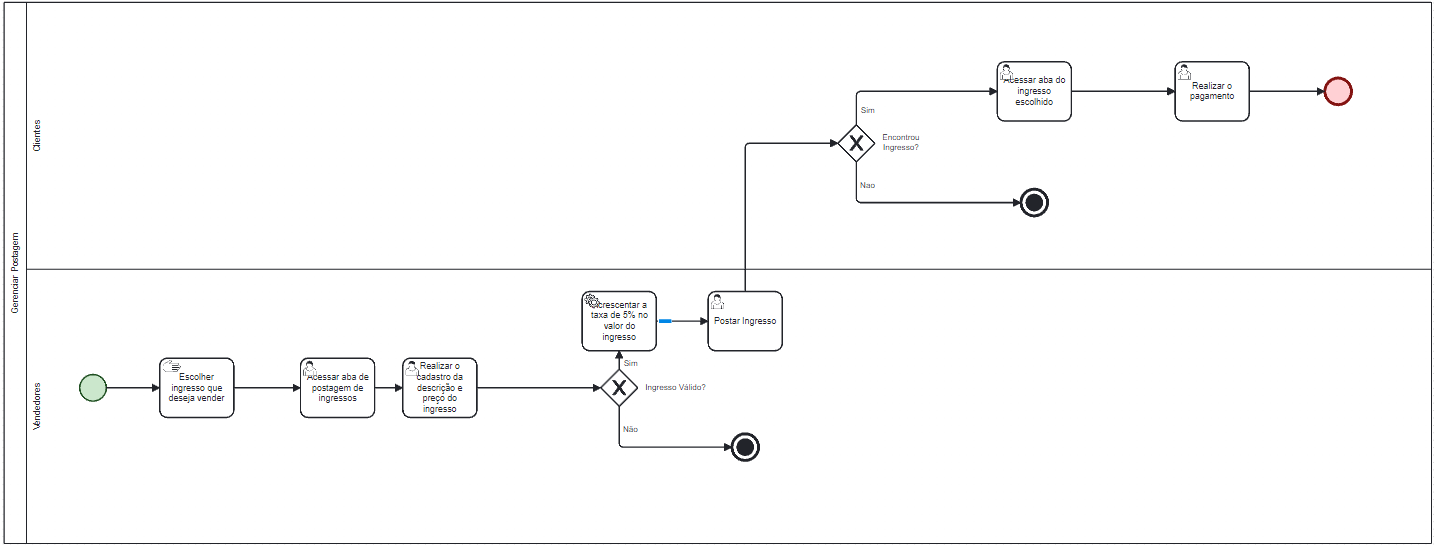 Gerenciar Postagem
Clientes
Acessar aba do
ingresso
escolhido
Realizar o
pagamento
Sim
Encontrou
Ingresso?
Nao
Vendedores
Acrescentar a
taxa de 5% no
valor do
ingresso
Postar Ingresso
Escolher
ingresso que
deseja vender
Acessar aba de
postagem de
ingressos
Realizar o
cadastro da
descrição e
preço do
ingresso
Sim
Ingresso Válido?
Não